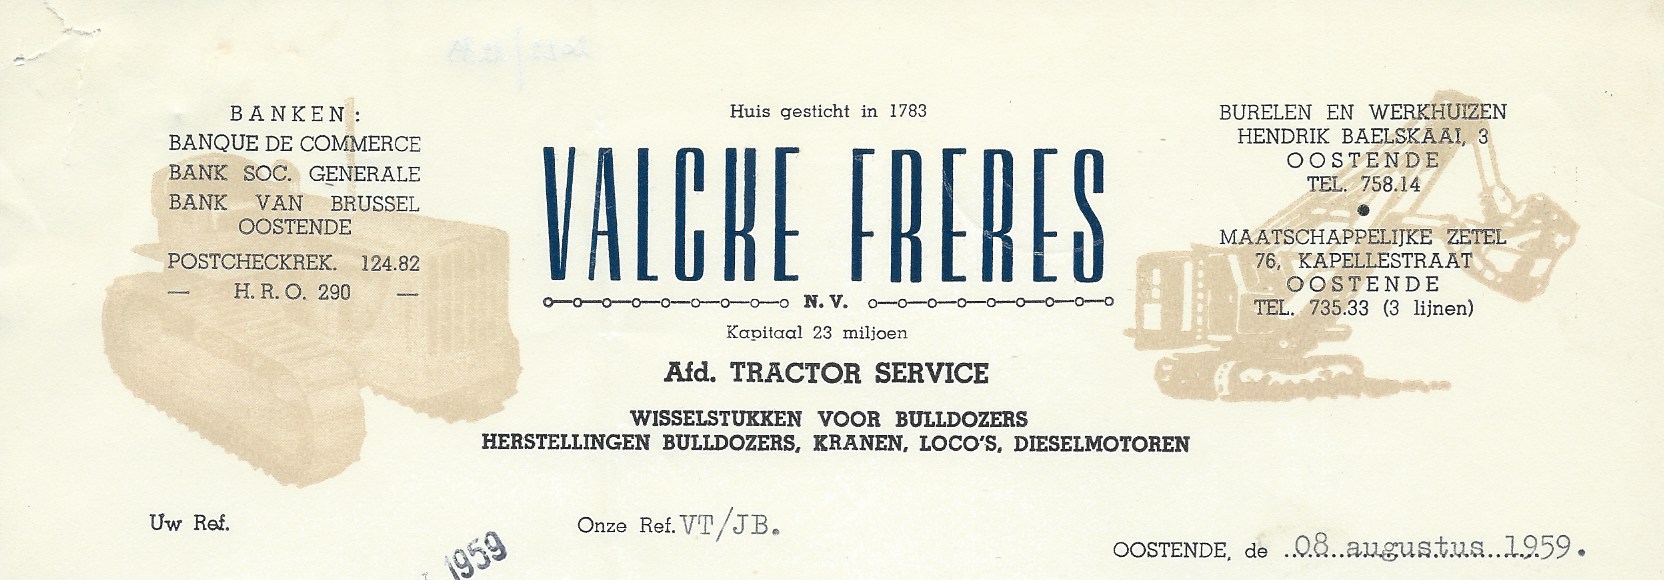 BANKEN:
BANQUE DE COMMERCE
BANK SOC. GENERALE
BANK VAN BRUSSEL
OOSTENDE
POSTCHECKREK. 124.82
— H. R. O. 290 —
Huis gesticht in 1783
VALCKE FRERES
N. V.
Kapitaal 23 miljoen
Afd. TRACTOR SERVICE
WISSELSTUKKEN VOOR BULLDOZERS
HERSTELLINGEN BULLDOZERS, KRANEN, LOCO'S, DIESELMOTOREN
BURELEN EN WERKHUIZEN
HENDRIK BAELSKAAI, 3
OOSTENDE
TEL. 758.14
●
MAATSCHAPPELIJKE ZETEL
76, KAPELLESTRAAT
OOSTENDE
TEL. 735.33 (3 lijnen)
Uw Ref.
Onze Ref. VT/JB.
OOSTENDE, de 08 augustus 1959.
1959